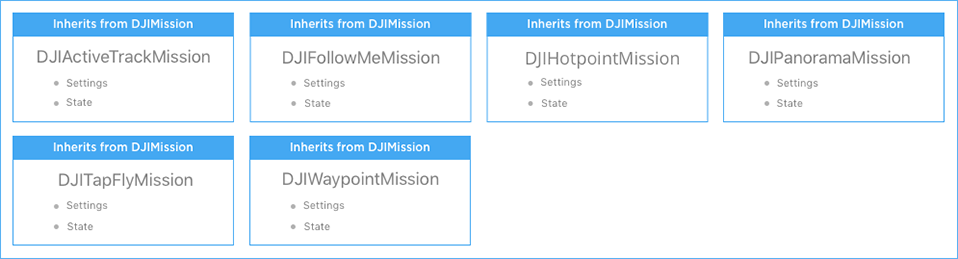 Inherits from DJIMission
DJIActiveTrackMission
Settings
State
Inherits from DJIMission
DJIFollowMeMission
Settings
State
Inherits from DJIMission
DJIHotpointMission
Settings
State
Inherits from DJIMission
DJIPanoramaMission
Settings
State
Inherits from DJIMission
DJITapFlyMission
Settings
State
Inherits from DJIMission
DJIWaypointMission
Settings
State